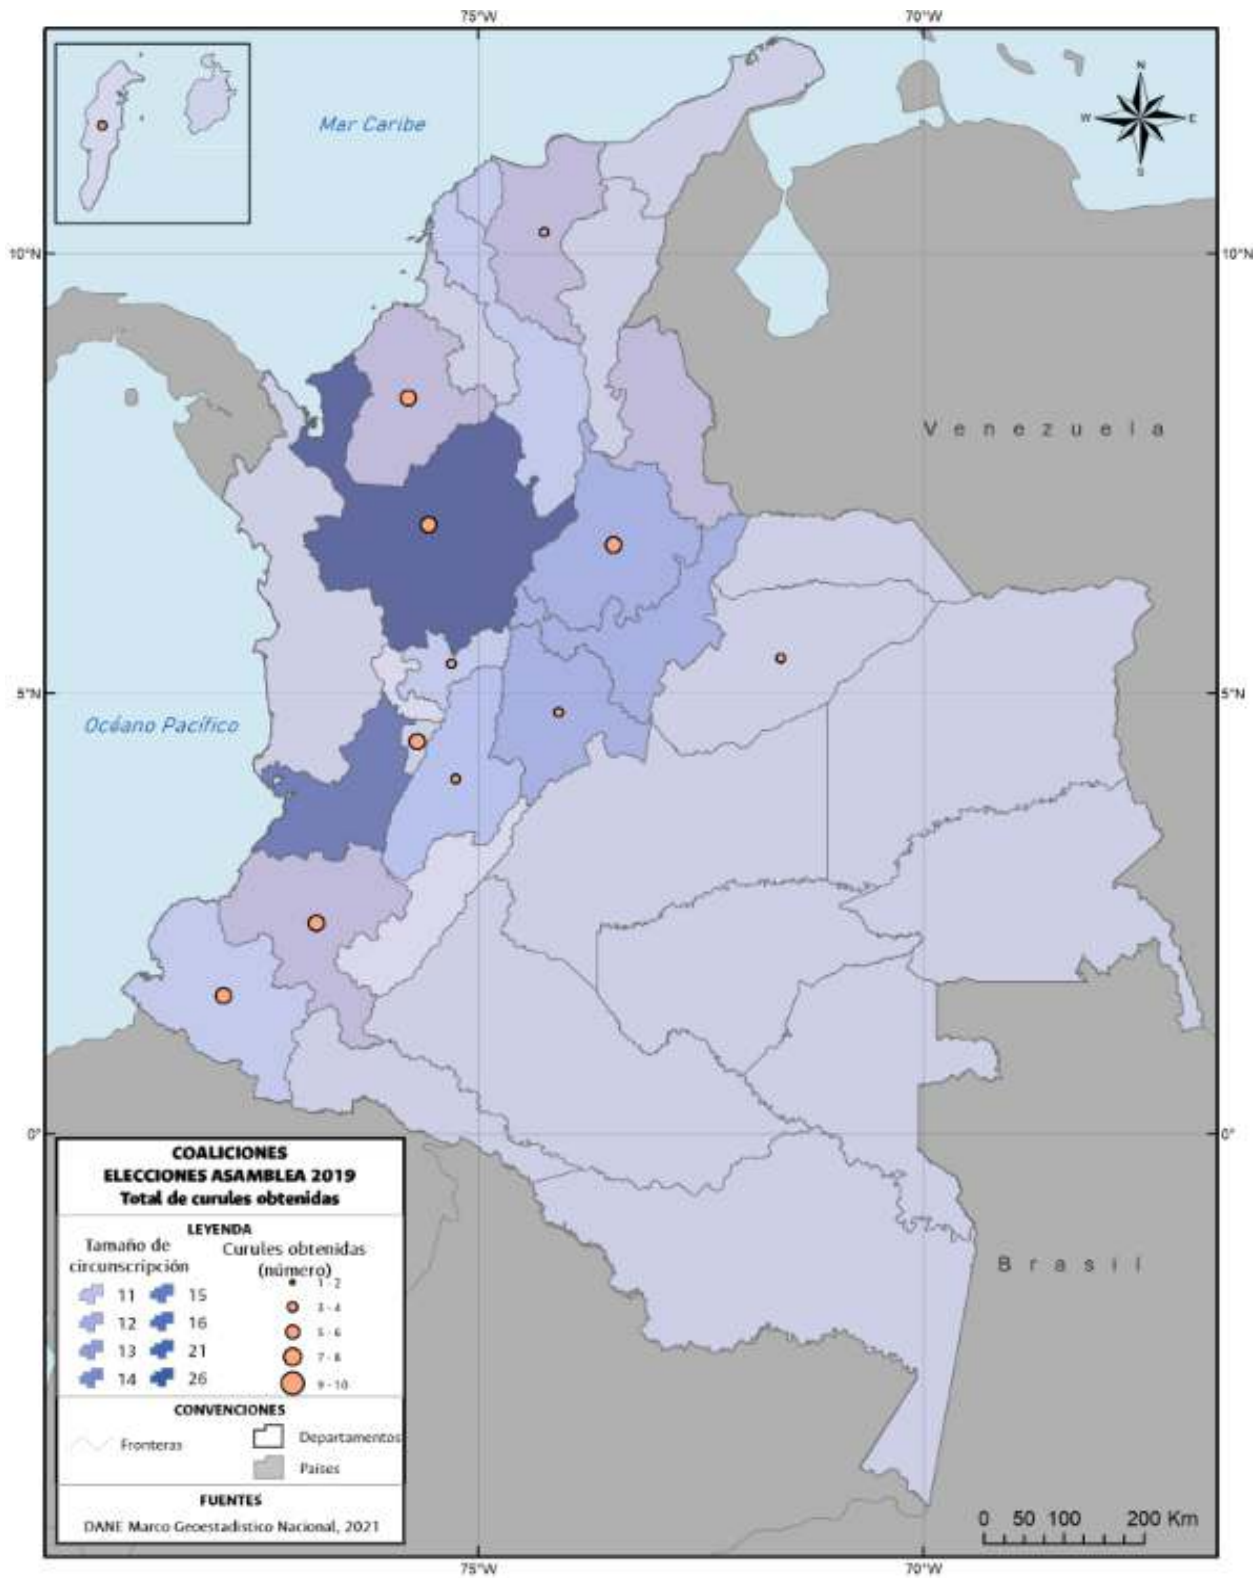 75°W 70°W
N
Mar Caribe
W E
S
10°N 10°N
Venezuela
5°N 5°N
Océano Pacífico
0° 0°
COALICIONES
ELECCIONES ASAMBLEA 2019
Total de curules obtenidas
LEYENDA
Tamaño de circunscripción
Curules obtenidas (número)
11 15
12 16
13 21
14 26
1 - 2
3 - 4
5 - 6
7 - 8
9 - 10
CONVENCIONES
Fronteras
Departamentos
Países
FUENTES
DANE Marco Geoestadistico Nacional, 2021
Brasil
0 50 100 200 Km
75°W 70°W